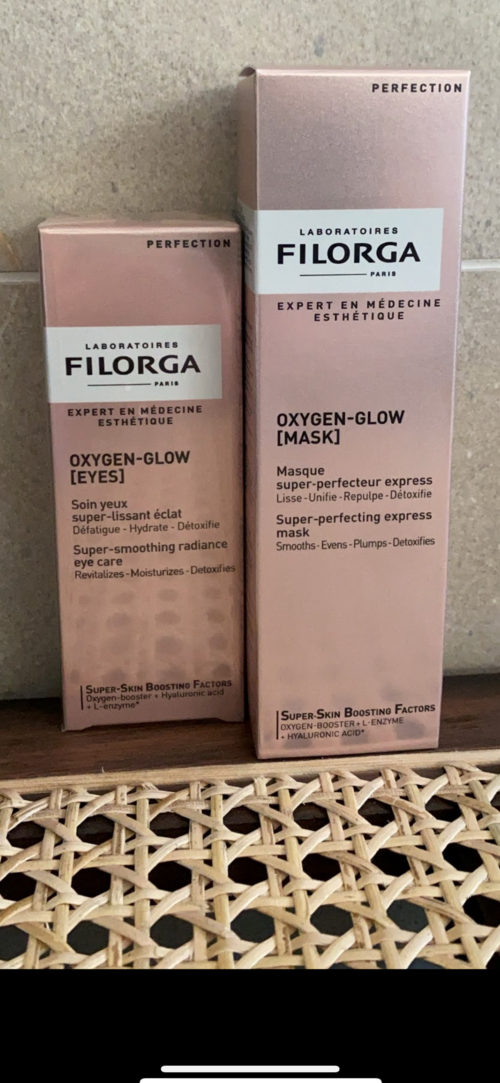 PERFECTION
LABORATOIRES
FILORGA
PARIS
EXPERT EN MÉDECINE
ESTHÉTIQUE
OXYGEN-GLOW
[EYES]
Soin yeux
super-lissant éclat
Défatigue - Hydrate - Détoxifie
Super-smoothing radiance
eye care
Revitalizes - Moisturizes - Detoxifies
SUPER-SKIN BOOSTING FACTORS
Oxygen-booster + Hyaluronic acid
+ L-enzyme*
PERFECTION
LABORATOIRES
FILORGA
PARIS
EXPERT EN MÉDECINE
ESTHÉTIQUE
OXYGEN-GLOW
[MASK]
Masque
super-perfecteur express
Lisse - Unifie - Repulpe - Détoxifie
Super-perfecting express
mask
Smooths - Evens - Plumps - Detoxifies
SUPER-SKIN BOOSTING FACTORS
OXYGEN-BOOSTER + L-ENZYME
+ HYALURONIC ACID*